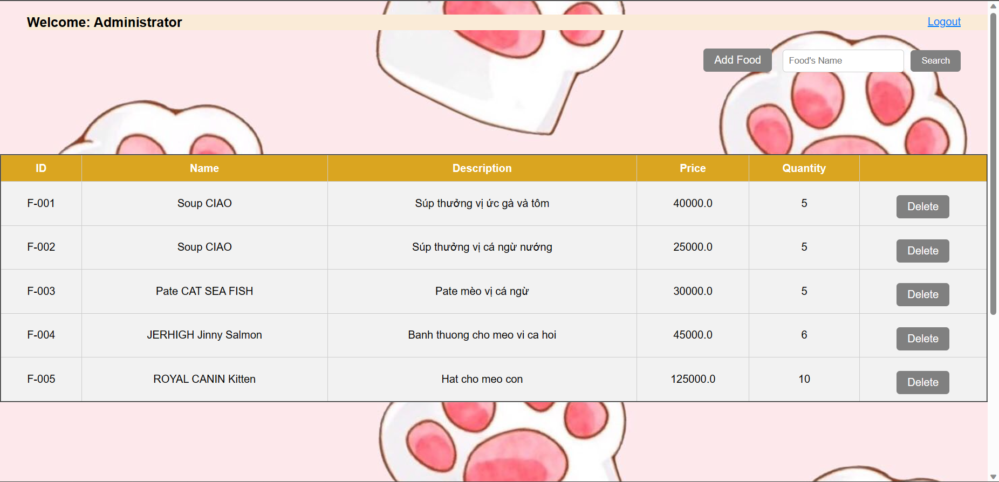 Welcome: Administrator Logout
Add Food Food's Name Search
ID Name Description Price Quantity
F-001 Soup CIAO Súp thưởng vị ức gà và tôm 40000.0 5 Delete
F-002 Soup CIAO Súp thưởng vị cá ngừ nướng 25000.0 5 Delete
F-003 Pate CAT SEA FISH Pate mèo vị cá ngừ 30000.0 5 Delete
F-004 JERHIGH Jinny Salmon Banh thuong cho meo vi ca hoi 45000.0 6 Delete
F-005 ROYAL CANIN Kitten Hat cho meo con 125000.0 10 Delete